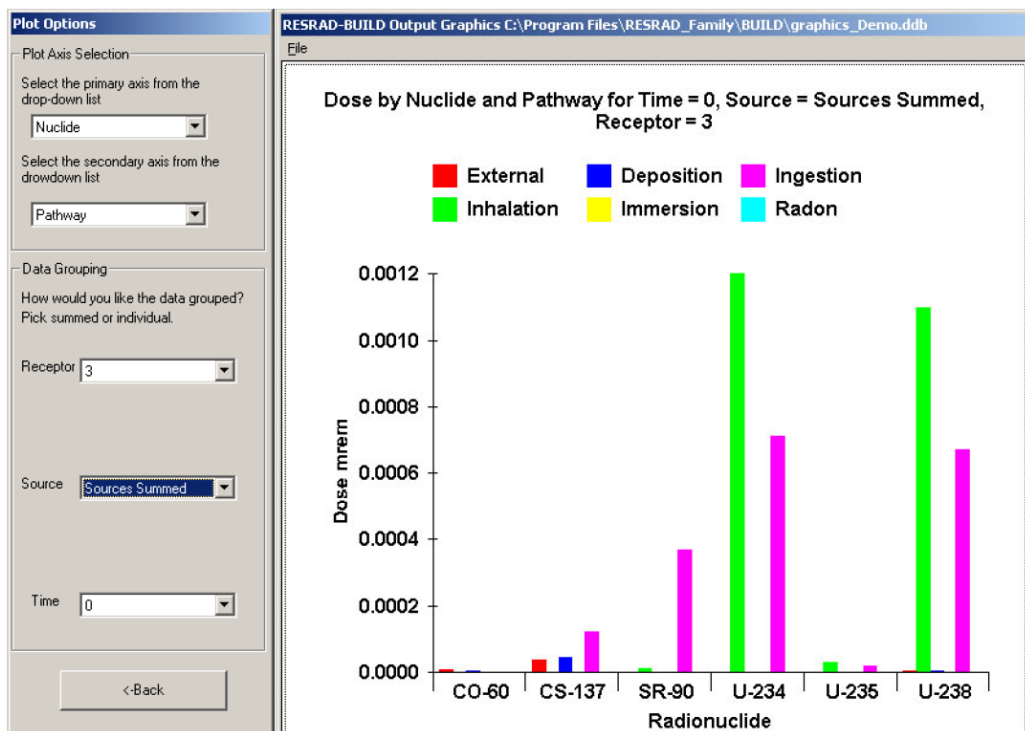 Plot Options
Plot Axis Selection
Select the primary axis from the
drop-down list
Nuclide
Select the secondary axis from the
drowdown list
Pathway
Data Grouping
How would you like the data grouped?
Pick summed or individual.
Receptor 3
Source Sources Summed
Time 0
<-Back
RESRAD-BUILD Output Graphics C:\Program Files\RESRAD_Family\BUILD\graphics_Demo.ddb
File
Dose by Nuclide and Pathway for Time = 0, Source = Sources Summed,
Receptor = 3
External Deposition Ingestion
Inhalation Immersion Radon
0.0012
0.0010
0.0008
0.0006
0.0004
0.0002
0.0000
Dose mrem
CO-60 CS-137 SR-90 U-234 U-235 U-238
Radionuclide